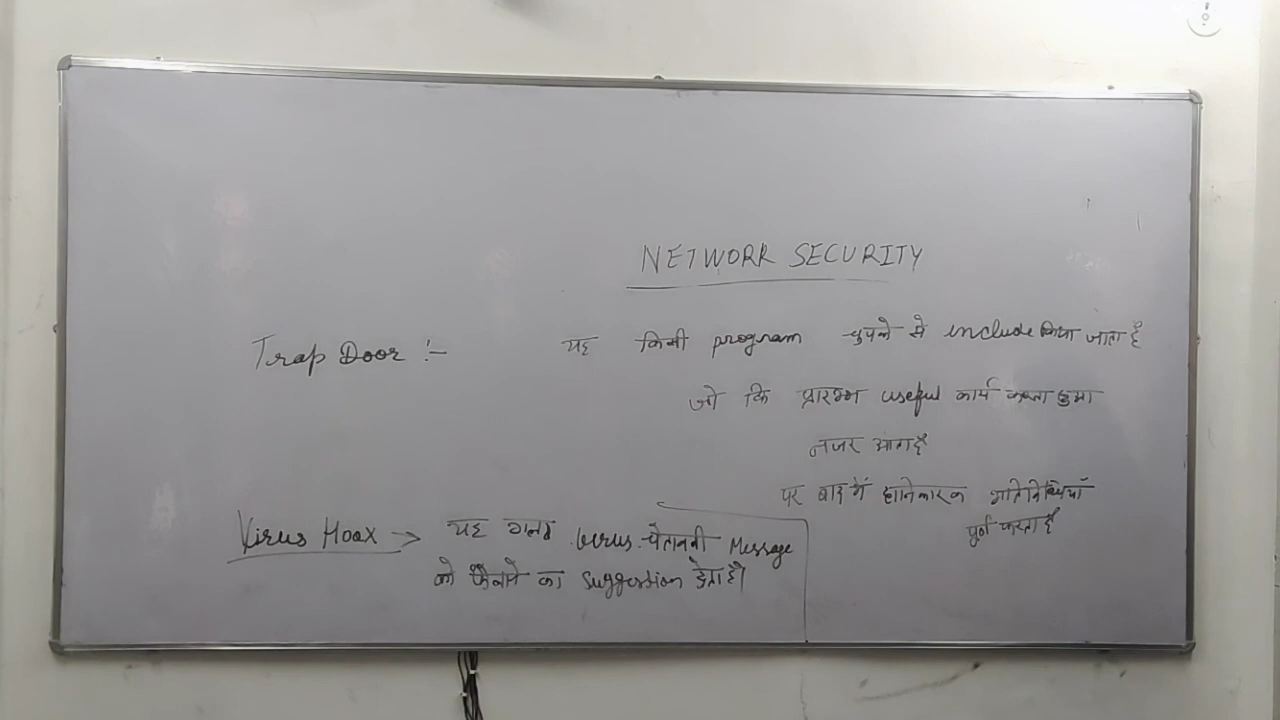 NETWORK SECURITY
Trap Door :- यह किसी program चुपके से include किया जाता है
जो कि प्रारम्भ useful कार्य करता हुआ
नजर आता है
पर बाद में हानिकारक गतिविधियाँ
पूर्ण करता है
Virus Hoax → यह गलत virus चेतावनी Message
को फैलाने का suggestion देता है।